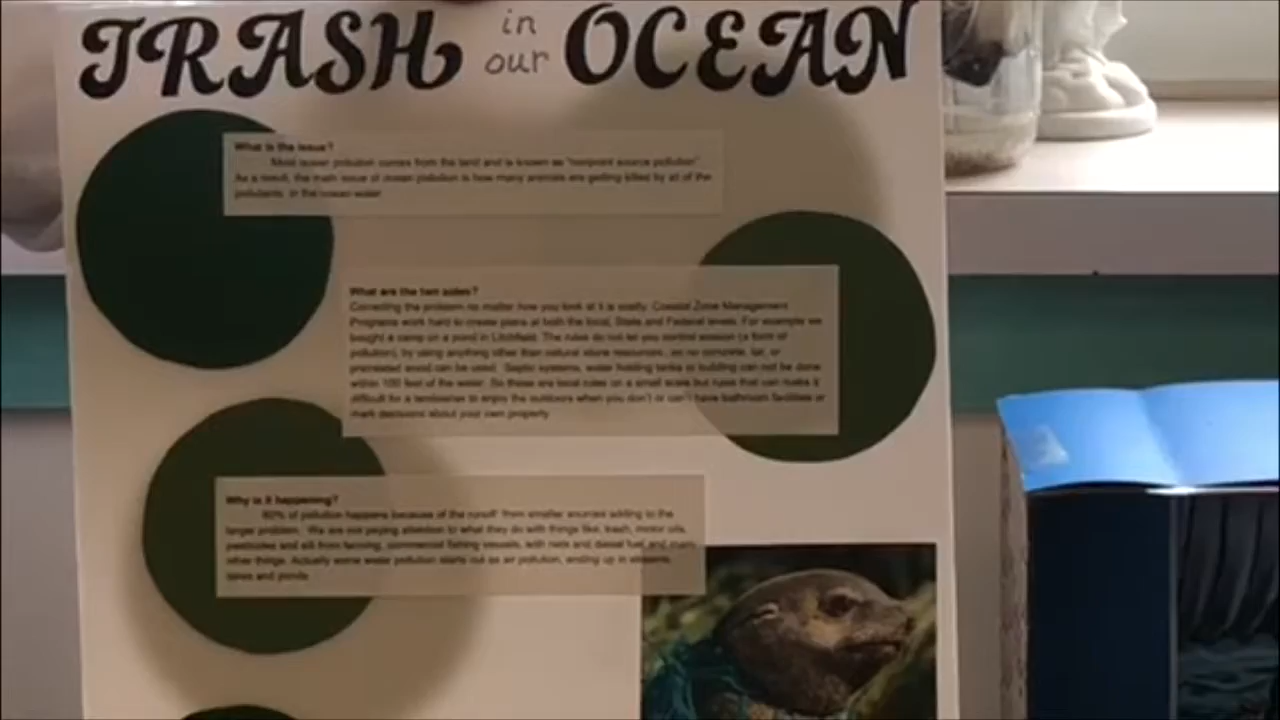 TRASH in our OCEAN
What is the issue?
Most ocean pollution comes from the land and is known as "nonpoint source pollution".
As a result, the main issue of ocean pollution is how many animals are getting killed by all of the
pollutants, in the ocean water.
What are the two sides?
Correcting the problem no matter how you look at it is costly. Coastal Zone Management
Programs work hard to create plans at both the local, State and Federal levels. For example we
bought a camp on a pond in Litchfield. The rules do not let you control erosion (a form of
pollution), by using anything other than natural stone resources, so no concrete, tar, or
wood can be used. Septic systems, water holding tanks or building can not be done
within 100 feet of the water. So these are local rules on a small scale but rules that can make it
difficult for a landowner to enjoy the outdoors when you don't or can't have bathroom facilities or
make decisions about your own property.
Why is it happening?
80% of pollution happens because of the runoff from smaller sources adding to the
larger problem. We are not paying attention to what they do with things like, trash, motor oils,
pesticides and silt from farming, commercial fishing vessels, with nets and diesel fuel and many
other things. Actually some water pollution starts out as air pollution, ending up in streams,
lakes and ponds.